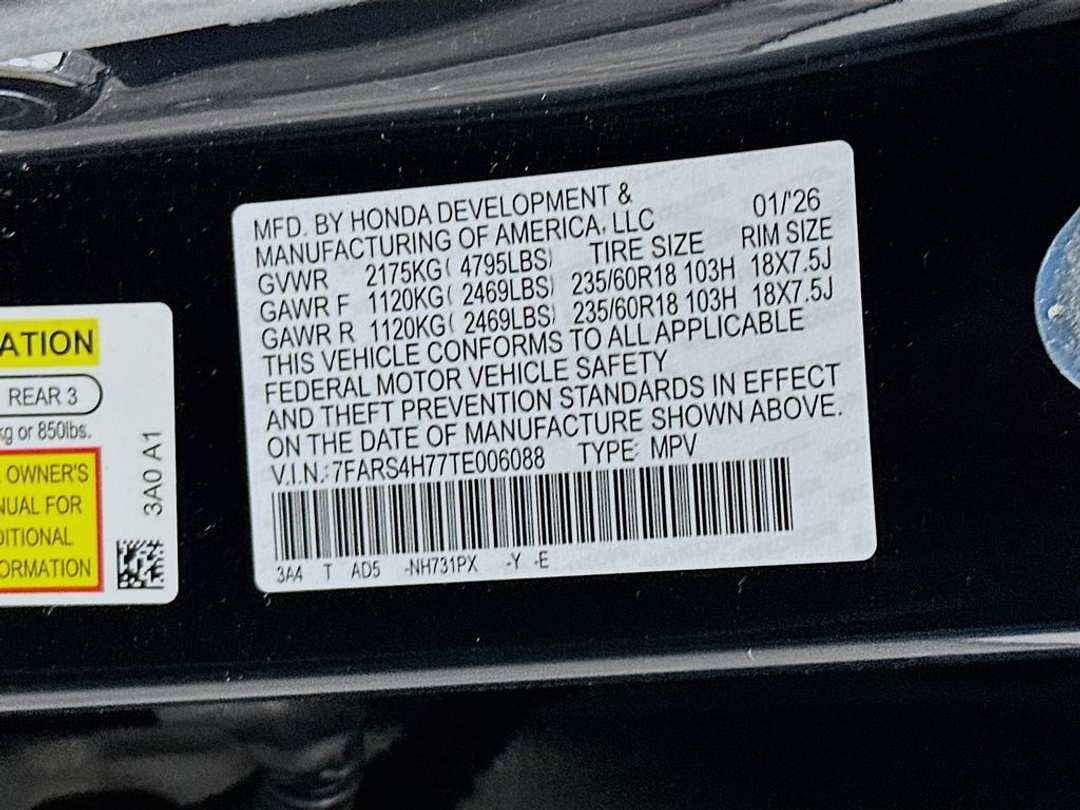 MFD. BY HONDA DEVELOPMENT &
MANUFACTURING OF AMERICA, LLC 01/'26
GVWR 2175KG( 4795LBS) TIRE SIZE RIM SIZE
GAWR F 1120KG( 2469LBS) 235/60R18 103H 18X7.5J
GAWR R 1120KG( 2469LBS) 235/60R18 103H 18X7.5J
THIS VEHICLE CONFORMS TO ALL APPLICABLE
FEDERAL MOTOR VEHICLE SAFETY
AND THEFT PREVENTION STANDARDS IN EFFECT
ON THE DATE OF MANUFACTURE SHOWN ABOVE.
V.I.N.:7FARS4H77TE006088 TYPE: MPV
3A4 T AD5 -NH731PX -Y -E
ATION
REAR 3
kg or 850lbs.
OWNER'S
NUAL FOR
DITIONAL
FORMATION
3A0 A1